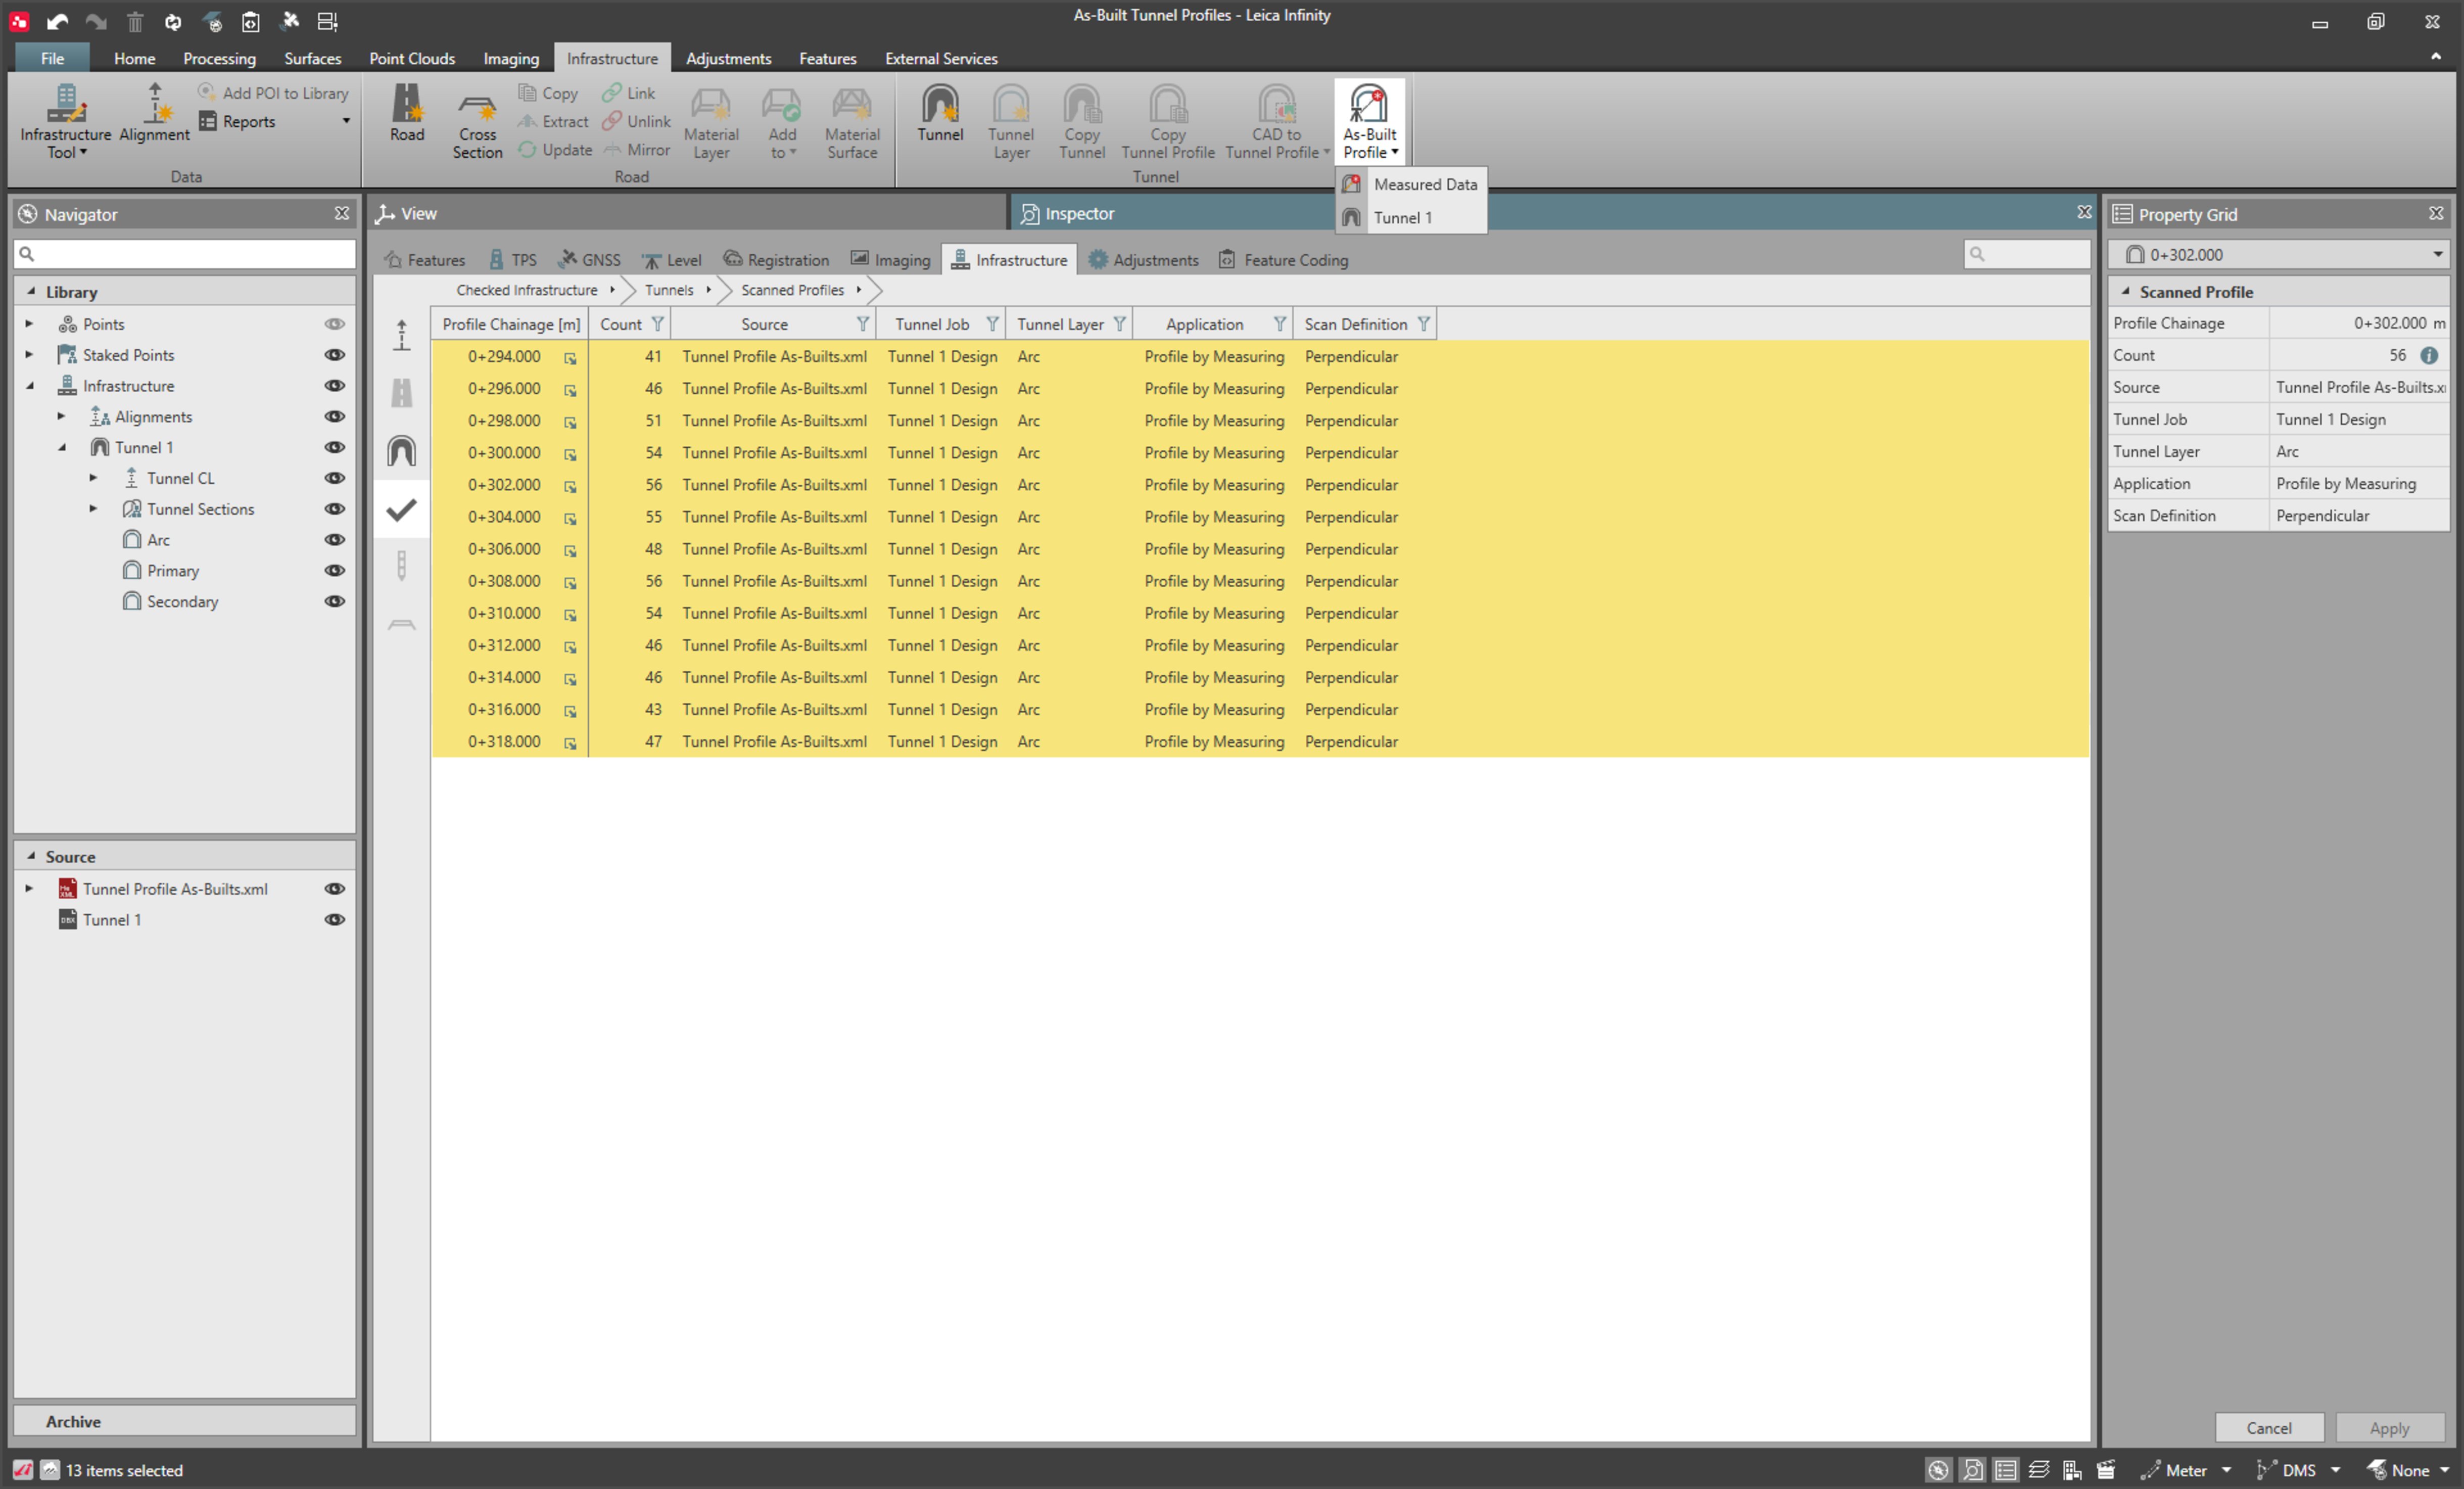 As-Built Tunnel Profiles - Leica Infinity
File Home Processing Surfaces Point Clouds Imaging Infrastructure Adjustments Features External Services
Infrastructure Tool
Alignment
Add POI to Library
Reports
Data
Road
Cross Section
Copy
Extract
Update
Link
Unlink
Mirror
Material Layer
Add to
Material Surface
Road
Tunnel
Tunnel Layer
Copy Tunnel
Copy Tunnel Profile
CAD to Tunnel Profile
As-Built Profile
Tunnel
Measured Data
Tunnel 1
Navigator
Library
Points
Staked Points
Infrastructure
Alignments
Tunnel 1
Tunnel CL
Tunnel Sections
Arc
Primary
Secondary
Source
Tunnel Profile As-Builts.xml
Tunnel 1
Archive
View
Inspector
Features TPS GNSS Level Registration Imaging Infrastructure Adjustments Feature Coding
Checked Infrastructure Tunnels Scanned Profiles
Profile Chainage [m] Count Source Tunnel Job Tunnel Layer Application Scan Definition
0+294.000 41 Tunnel Profile As-Builts.xml Tunnel 1 Design Arc Profile by Measuring Perpendicular
0+296.000 46 Tunnel Profile As-Builts.xml Tunnel 1 Design Arc Profile by Measuring Perpendicular
0+298.000 51 Tunnel Profile As-Builts.xml Tunnel 1 Design Arc Profile by Measuring Perpendicular
0+300.000 54 Tunnel Profile As-Builts.xml Tunnel 1 Design Arc Profile by Measuring Perpendicular
0+302.000 56 Tunnel Profile As-Builts.xml Tunnel 1 Design Arc Profile by Measuring Perpendicular
0+304.000 55 Tunnel Profile As-Builts.xml Tunnel 1 Design Arc Profile by Measuring Perpendicular
0+306.000 48 Tunnel Profile As-Builts.xml Tunnel 1 Design Arc Profile by Measuring Perpendicular
0+308.000 56 Tunnel Profile As-Builts.xml Tunnel 1 Design Arc Profile by Measuring Perpendicular
0+310.000 54 Tunnel Profile As-Builts.xml Tunnel 1 Design Arc Profile by Measuring Perpendicular
0+312.000 46 Tunnel Profile As-Builts.xml Tunnel 1 Design Arc Profile by Measuring Perpendicular
0+314.000 46 Tunnel Profile As-Builts.xml Tunnel 1 Design Arc Profile by Measuring Perpendicular
0+316.000 43 Tunnel Profile As-Builts.xml Tunnel 1 Design Arc Profile by Measuring Perpendicular
0+318.000 47 Tunnel Profile As-Builts.xml Tunnel 1 Design Arc Profile by Measuring Perpendicular
Property Grid
0+302.000
Scanned Profile
Profile Chainage 0+302.000 m
Count 56
Source Tunnel Profile As-Builts.x
Tunnel Job Tunnel 1 Design
Tunnel Layer Arc
Application Profile by Measuring
Scan Definition Perpendicular
Cancel Apply
13 items selected
Meter DMS None